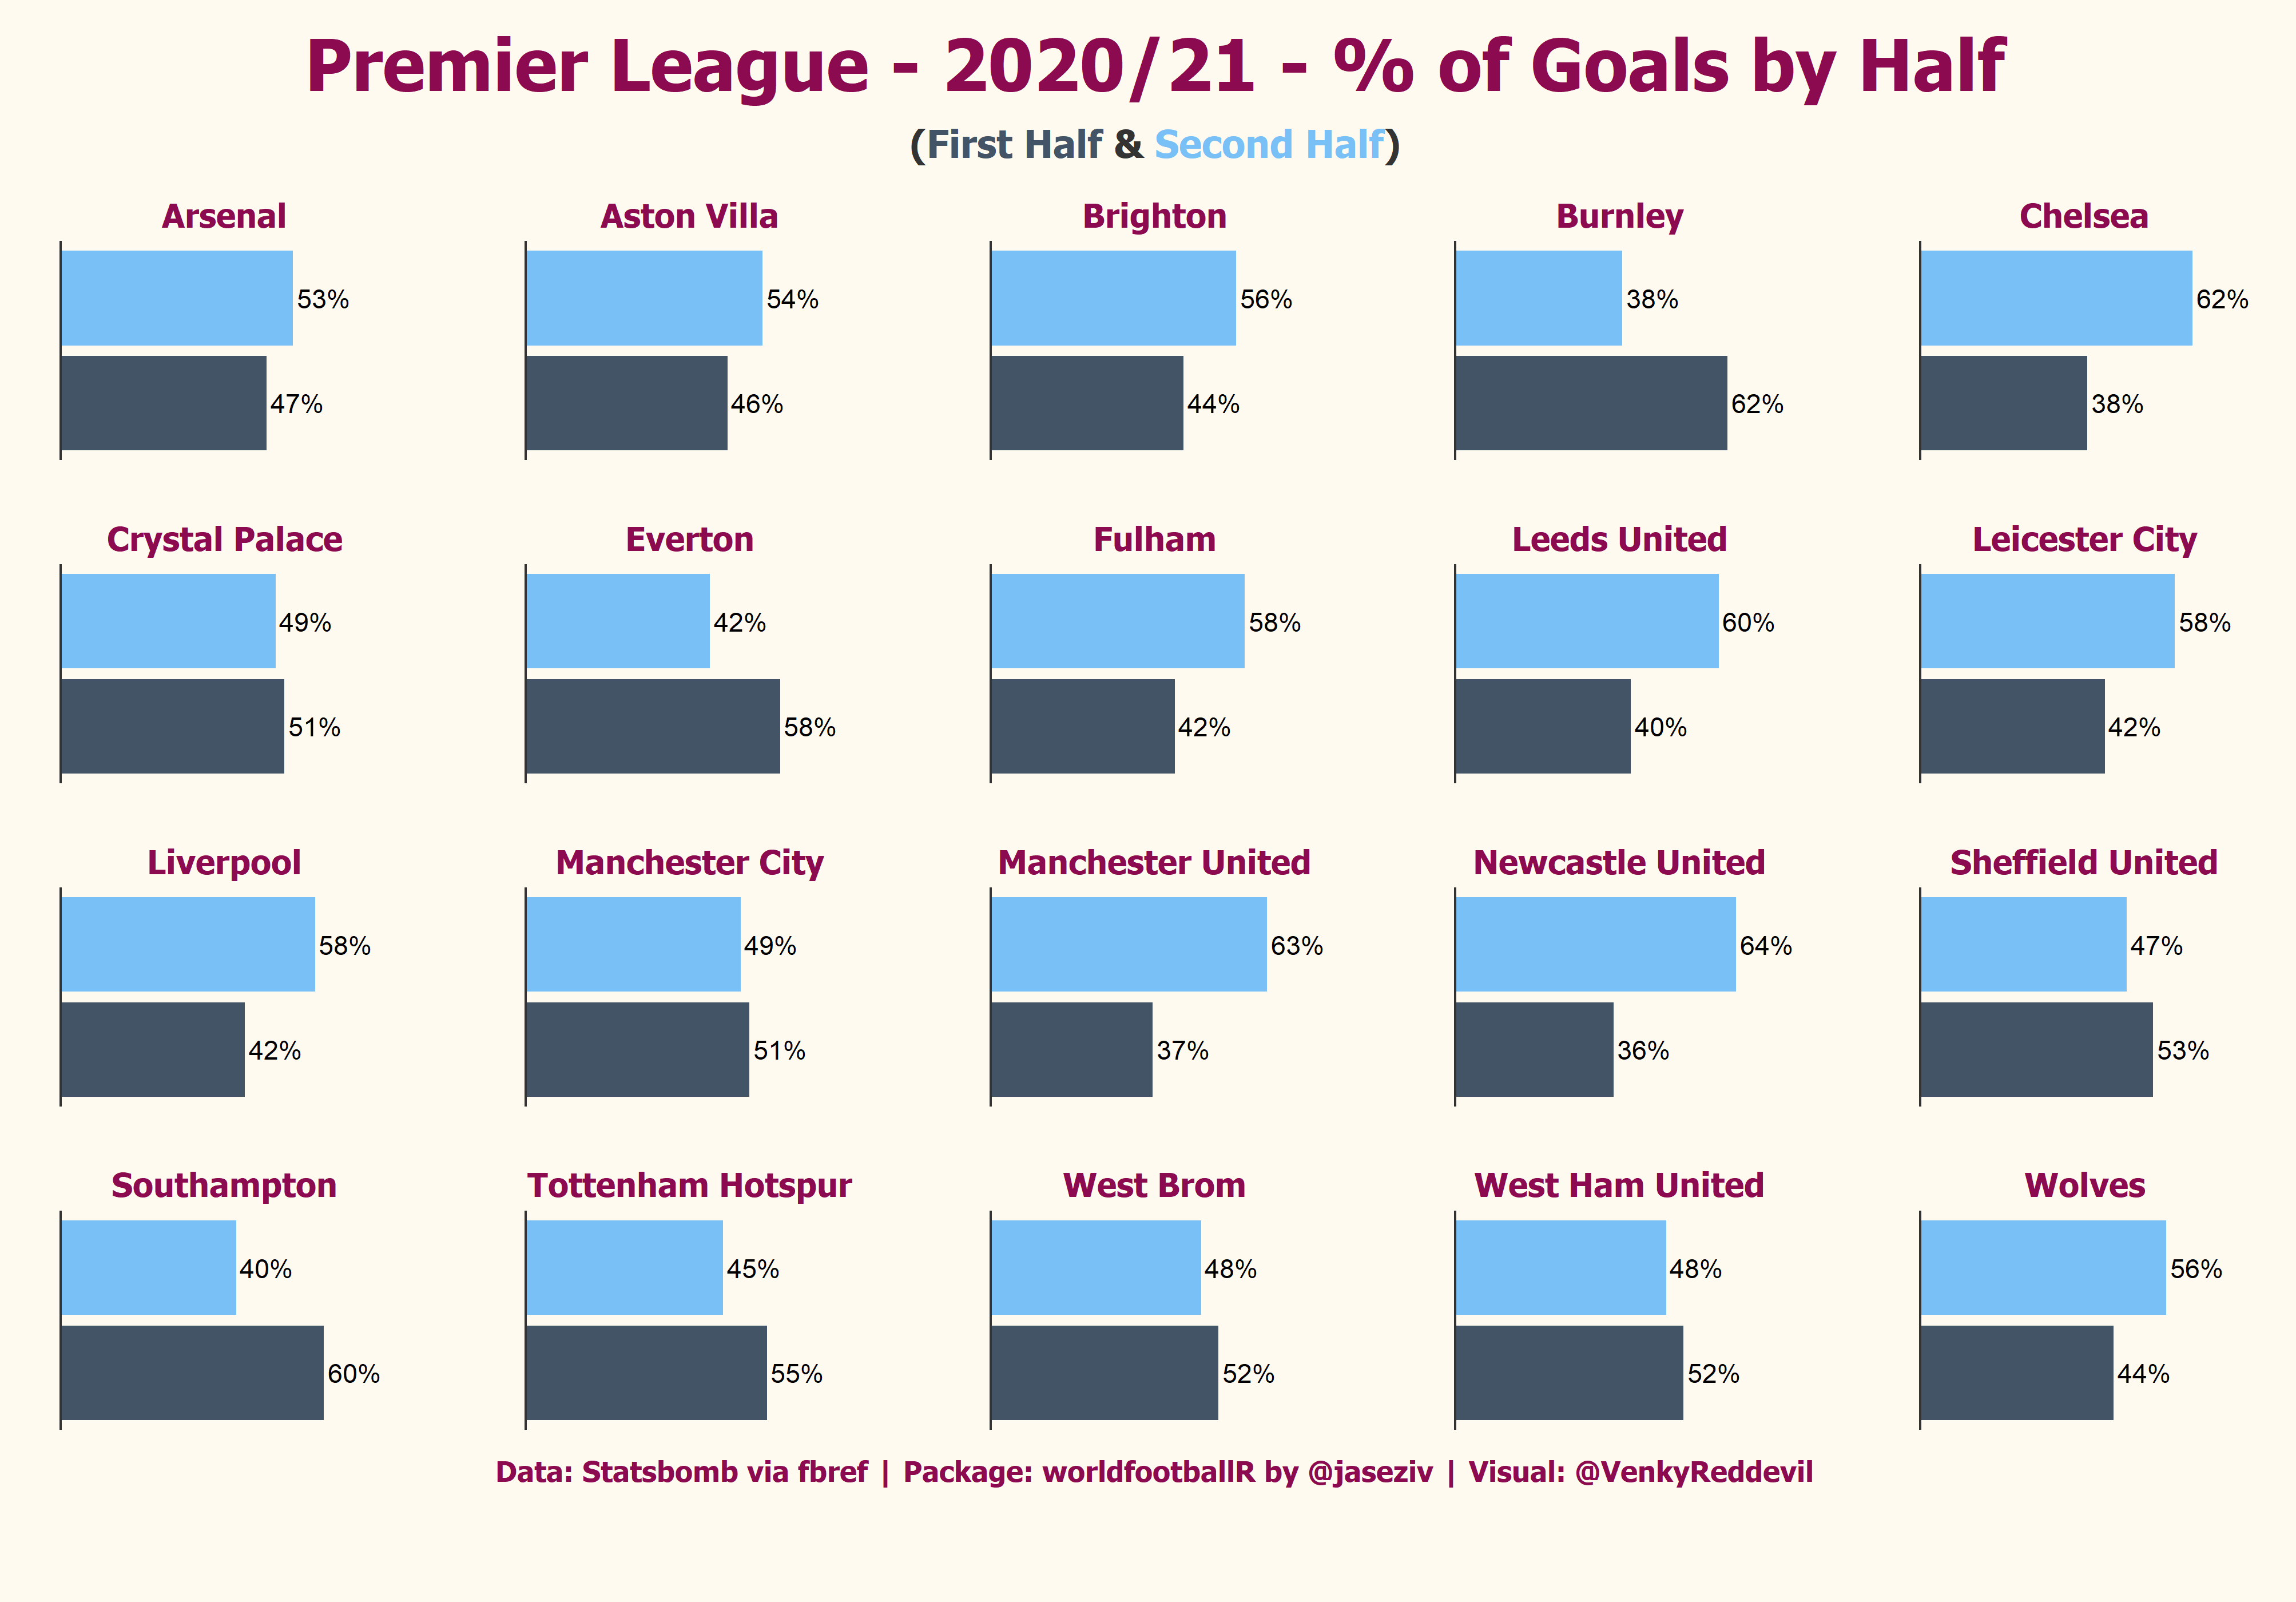 Premier League - 2020/21 - % of Goals by Half
(First Half & Second Half)
Arsenal
53%
47%
Aston Villa
54%
46%
Brighton
56%
44%
Burnley
38%
62%
Chelsea
62%
38%
Crystal Palace
49%
51%
Everton
42%
58%
Fulham
58%
42%
Leeds United
60%
40%
Leicester City
58%
42%
Liverpool
58%
42%
Manchester City
49%
51%
Manchester United
63%
37%
Newcastle United
64%
36%
Sheffield United
47%
53%
Southampton
40%
60%
Tottenham Hotspur
45%
55%
West Brom
48%
52%
West Ham United
48%
52%
Wolves
56%
44%
Data: Statsbomb via fbref | Package: worldfootballR by @jaseziv | Visual: @VenkyReddevil